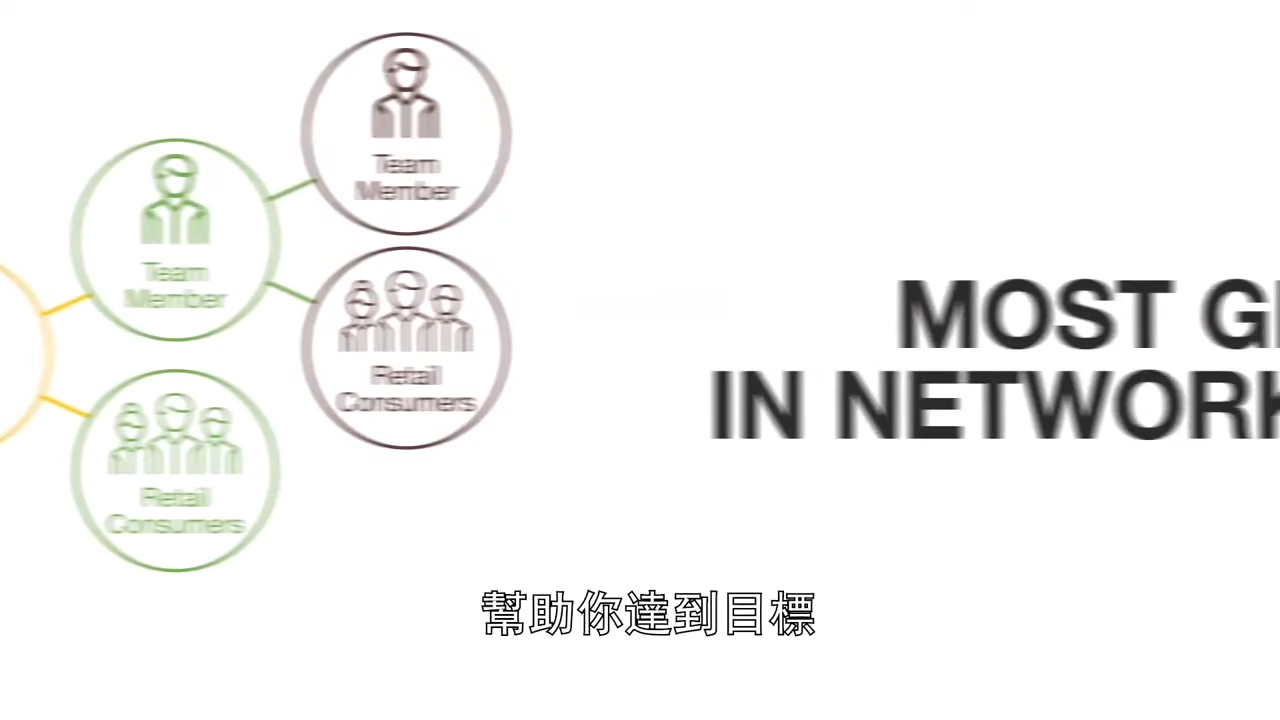 Team
Member
Team
Member
Retail
Consumers
Retail
Consumers
MOST
IN NETWORK
幫助你達到目標